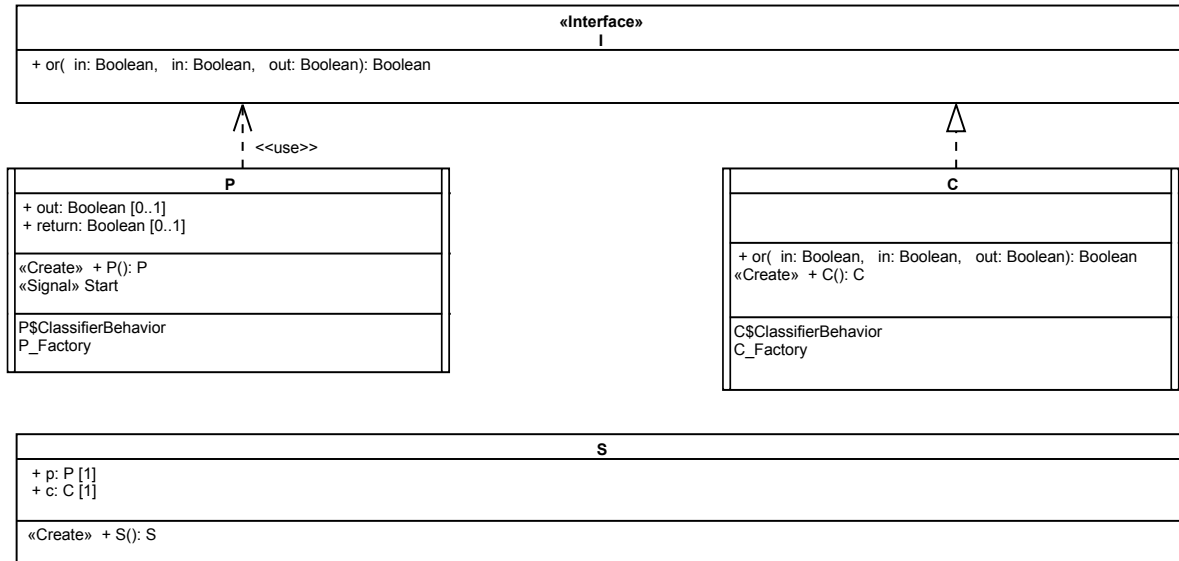 «Interface»
I
+ or( in: Boolean, in: Boolean, out: Boolean): Boolean
<<use>>
P
+ out: Boolean [0..1]
+ return: Boolean [0..1]
«Create» + P(): P
«Signal» Start
P$ClassifierBehavior
P_Factory
C
+ or( in: Boolean, in: Boolean, out: Boolean): Boolean
«Create» + C(): C
C$ClassifierBehavior
C_Factory
S
+ p: P [1]
+ c: C [1]
«Create» + S(): S